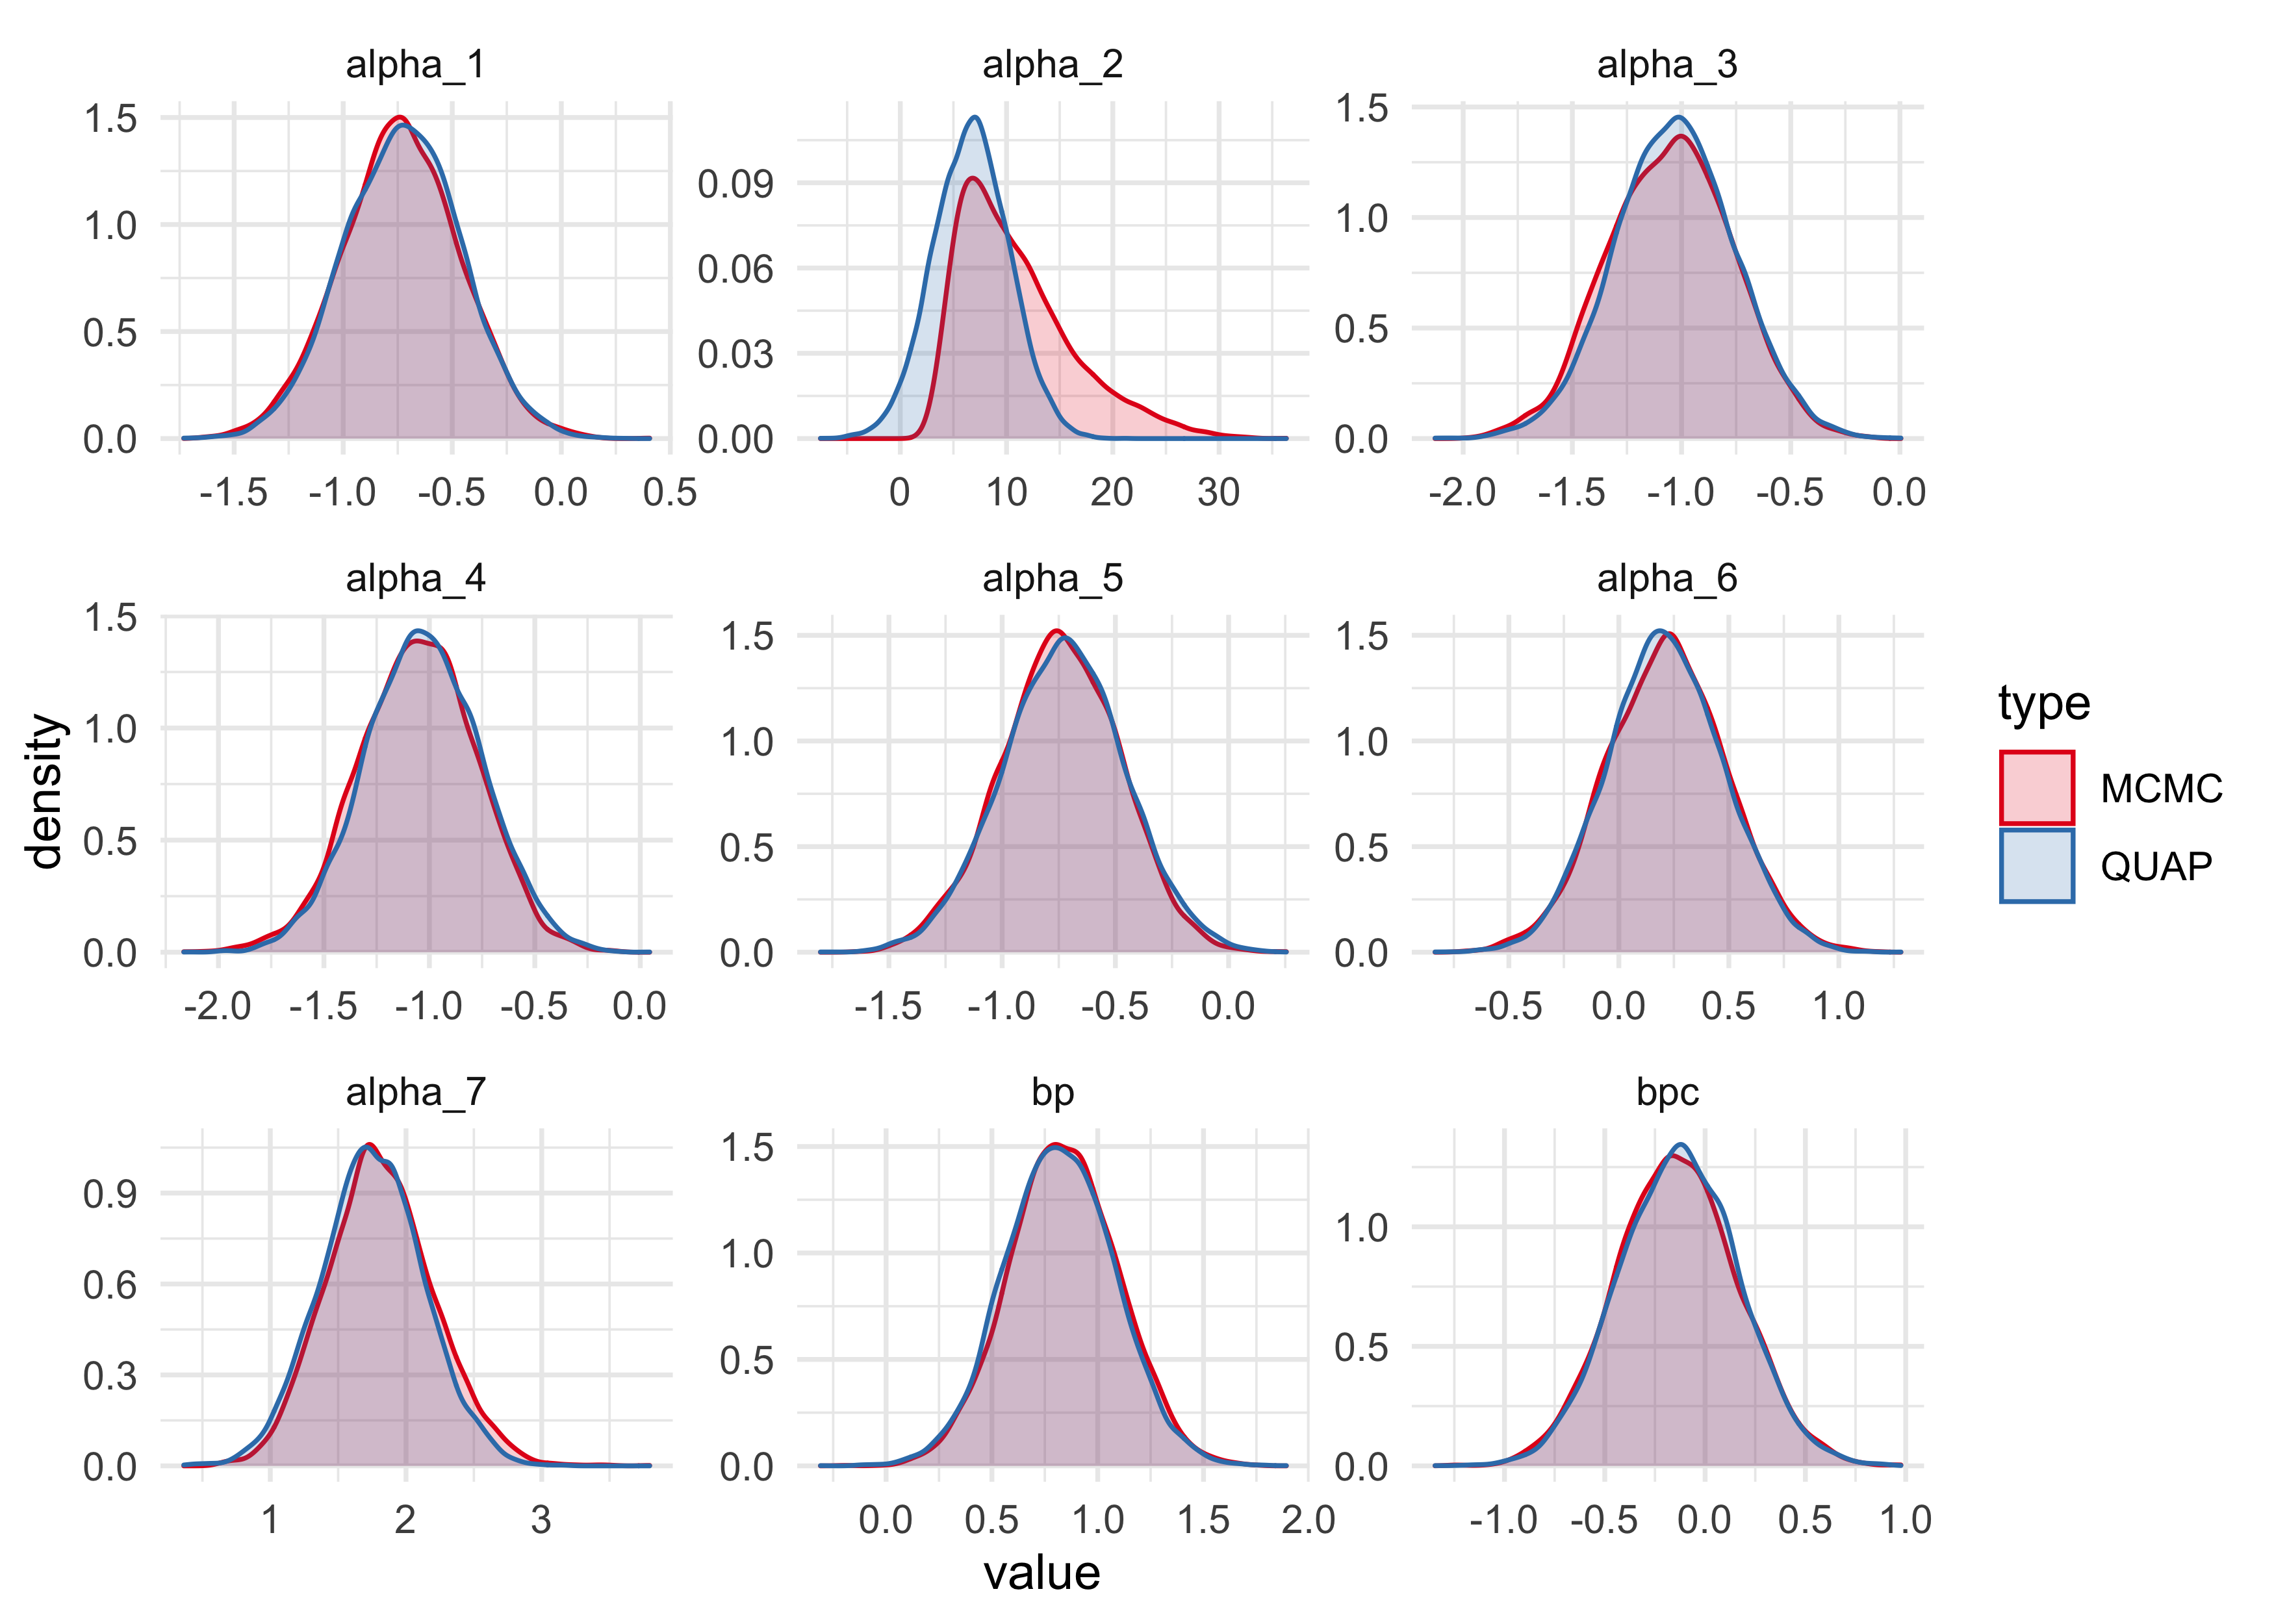 alpha_1 alpha_2 alpha_3
1.5 1.0 0.5 0.0
-1.5 -1.0 -0.5 0.0 0.5
0.09 0.06 0.03 0.00
0 10 20 30
1.5 1.0 0.5 0.0
-2.0 -1.5 -1.0 -0.5 0.0
alpha_4 alpha_5 alpha_6
1.5 1.0 0.5 0.0
-2.0 -1.5 -1.0 -0.5 0.0
1.5 1.0 0.5 0.0
-1.5 -1.0 -0.5 0.0
1.5 1.0 0.5 0.0
-0.5 0.0 0.5 1.0
alpha_7 bp bpc
0.9 0.6 0.3 0.0
1 2 3
1.5 1.0 0.5 0.0
0.0 0.5 1.0 1.5 2.0
1.0 0.5 0.0
-1.0 -0.5 0.0 0.5 1.0
density
value
type
MCMC
QUAP